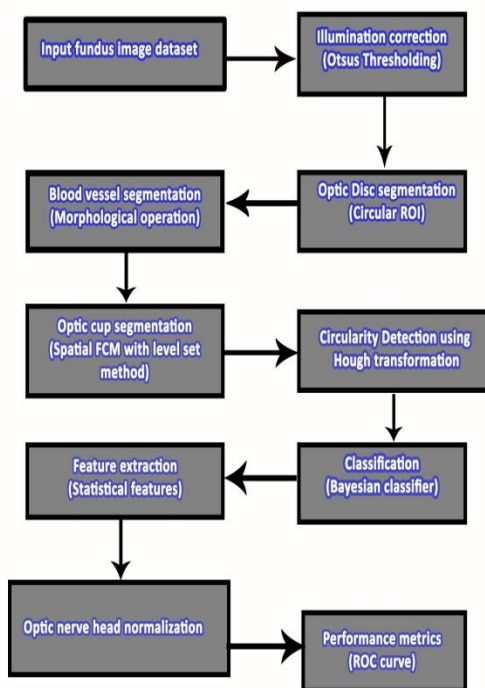 Input fundus image dataset
Illumination correction
(Otsus Thresholding)
Optic Disc segmentation
(Circular ROI)
Blood vessel segmentation
(Morphological operation)
Optic cup segmentation
(Spatial FCM with level set
method)
Circularity Detection using
Hough transformation
Classification
(Bayesian classifier)
Feature extraction
(Statistical features)
Optic nerve head normalization
Performance metrics
(ROC curve)